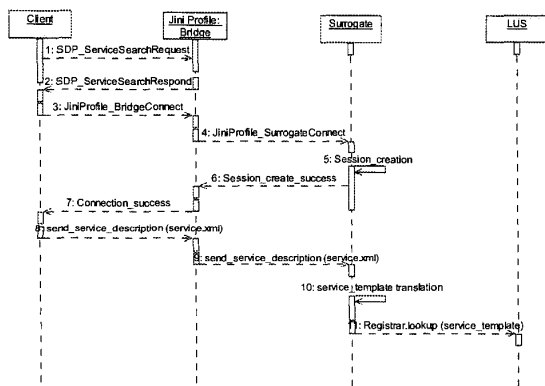 Client
Jini Profile:
Bridge
Surrogate
LUS
1: SDP_ServiceSearchRequest
2: SDP_ServiceSearchRespond
3: JiniProfile_BridgeConnect
4: JiniProfile_SurrogateConnect
5: Session_creation
6: Session_create_success
7: Connection_success
8: send_service_description (service.xml)
9: send_service_description (service.xml)
10: service_template translation
11: Registrar.lookup (service_template)